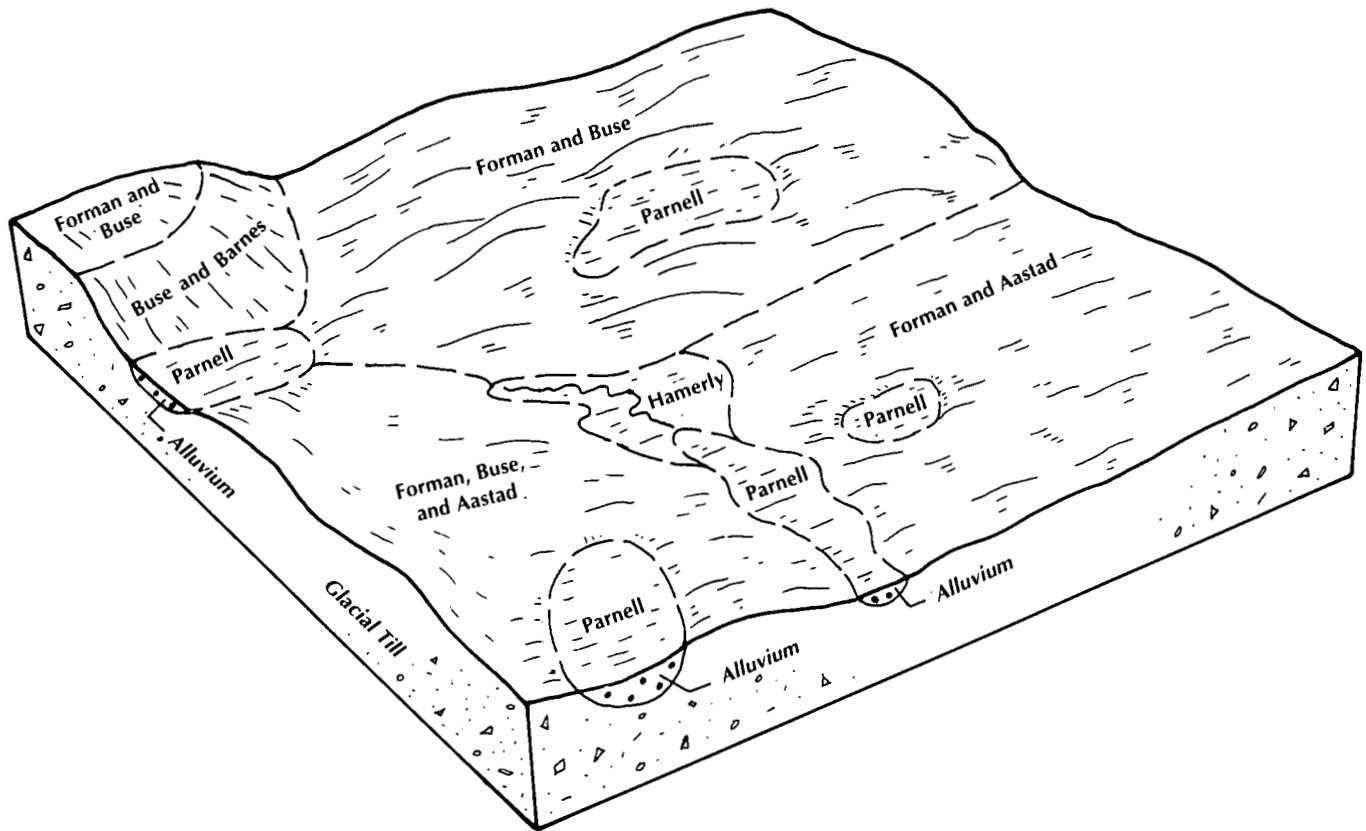 Forman and Buse
Forman and
Buse
Parnell
Buse and Barnes
Forman and Aastad
Parnell
Hamerly
Parnell
Alluvium
Forman, Buse,
and Aastad
Parnell
Parnell
Alluvium
Glacial Till
Alluvium